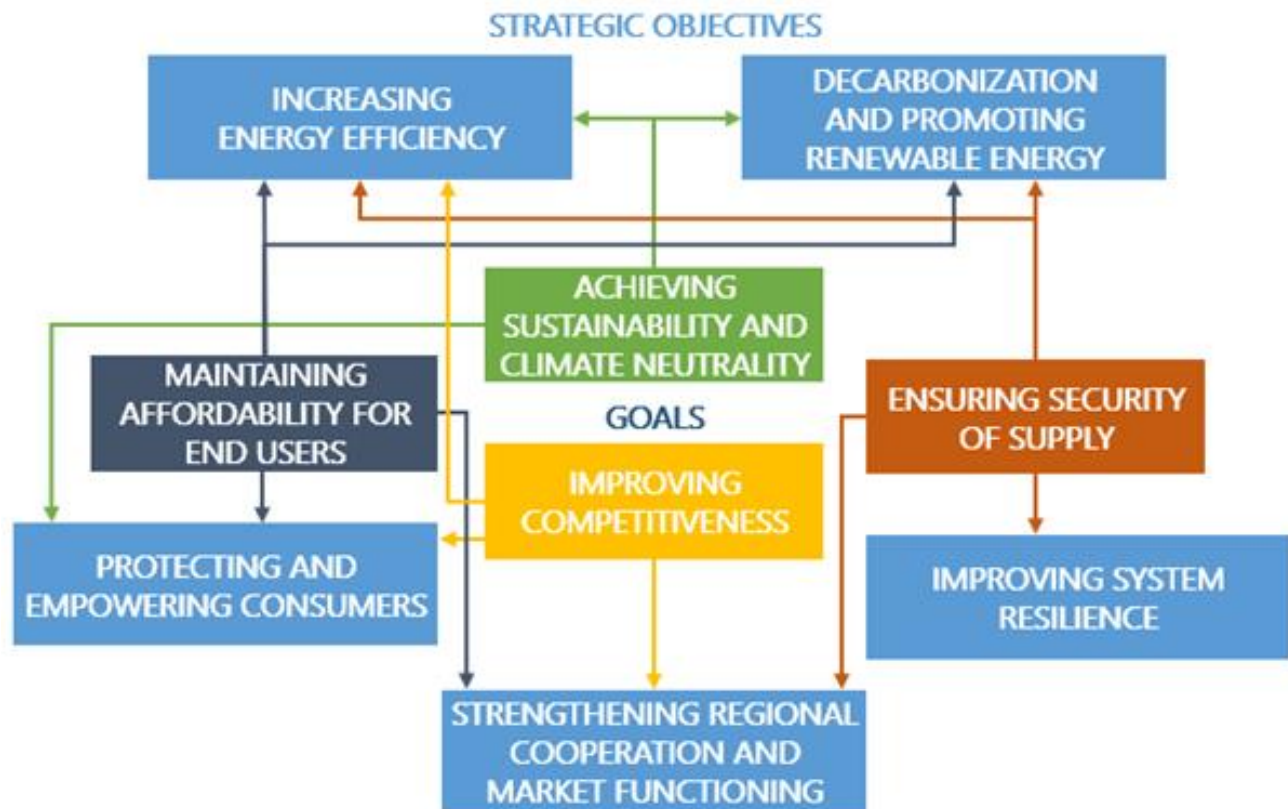 STRATEGIC OBJECTIVES
INCREASING
ENERGY EFFICIENCY
DECARBONIZATION
AND PROMOTING
RENEWABLE ENERGY
ACHIEVING
SUSTAINABILITY AND
CLIMATE NEUTRALITY
MAINTAINING
AFFORDABILITY FOR
END USERS
GOALS
ENSURING SECURITY
OF SUPPLY
IMPROVING
COMPETITIVENESS
PROTECTING AND
EMPOWERING CONSUMERS
IMPROVING SYSTEM
RESILIENCE
STRENGTHENING REGIONAL
COOPERATION AND
MARKET FUNCTIONING